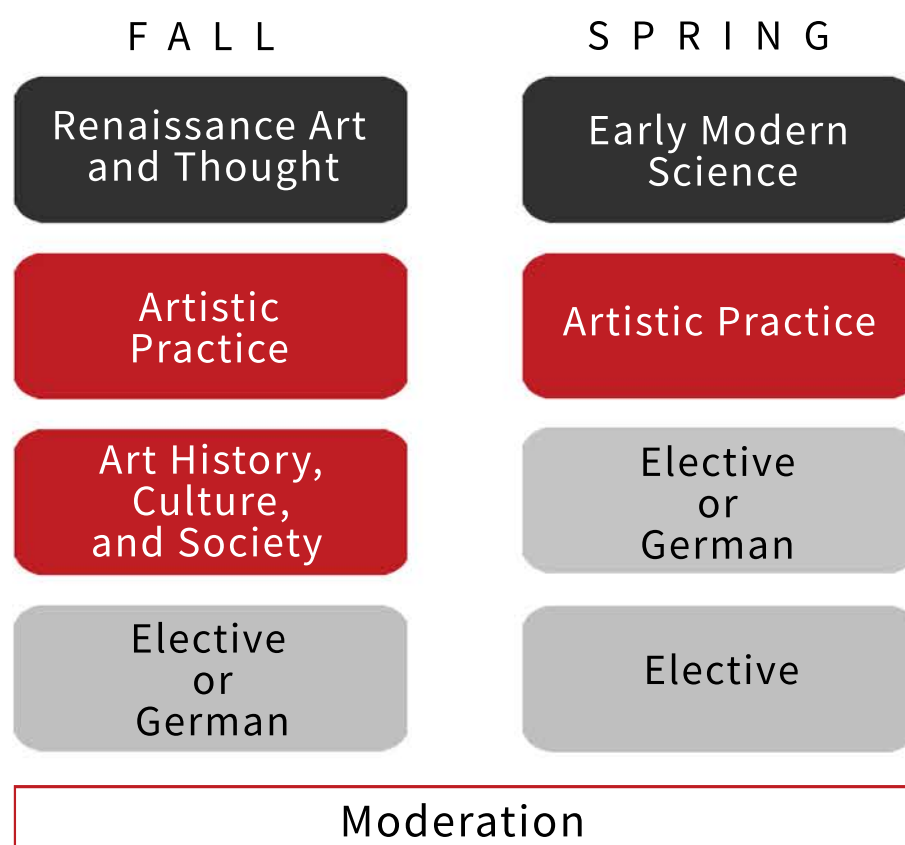 FALL
Renaissance Art
and Thought
Artistic
Practice
Art History,
Culture,
and Society
Elective
or
German
SPRING
Early Modern
Science
Artistic Practice
Elective
or
German
Elective
Moderation